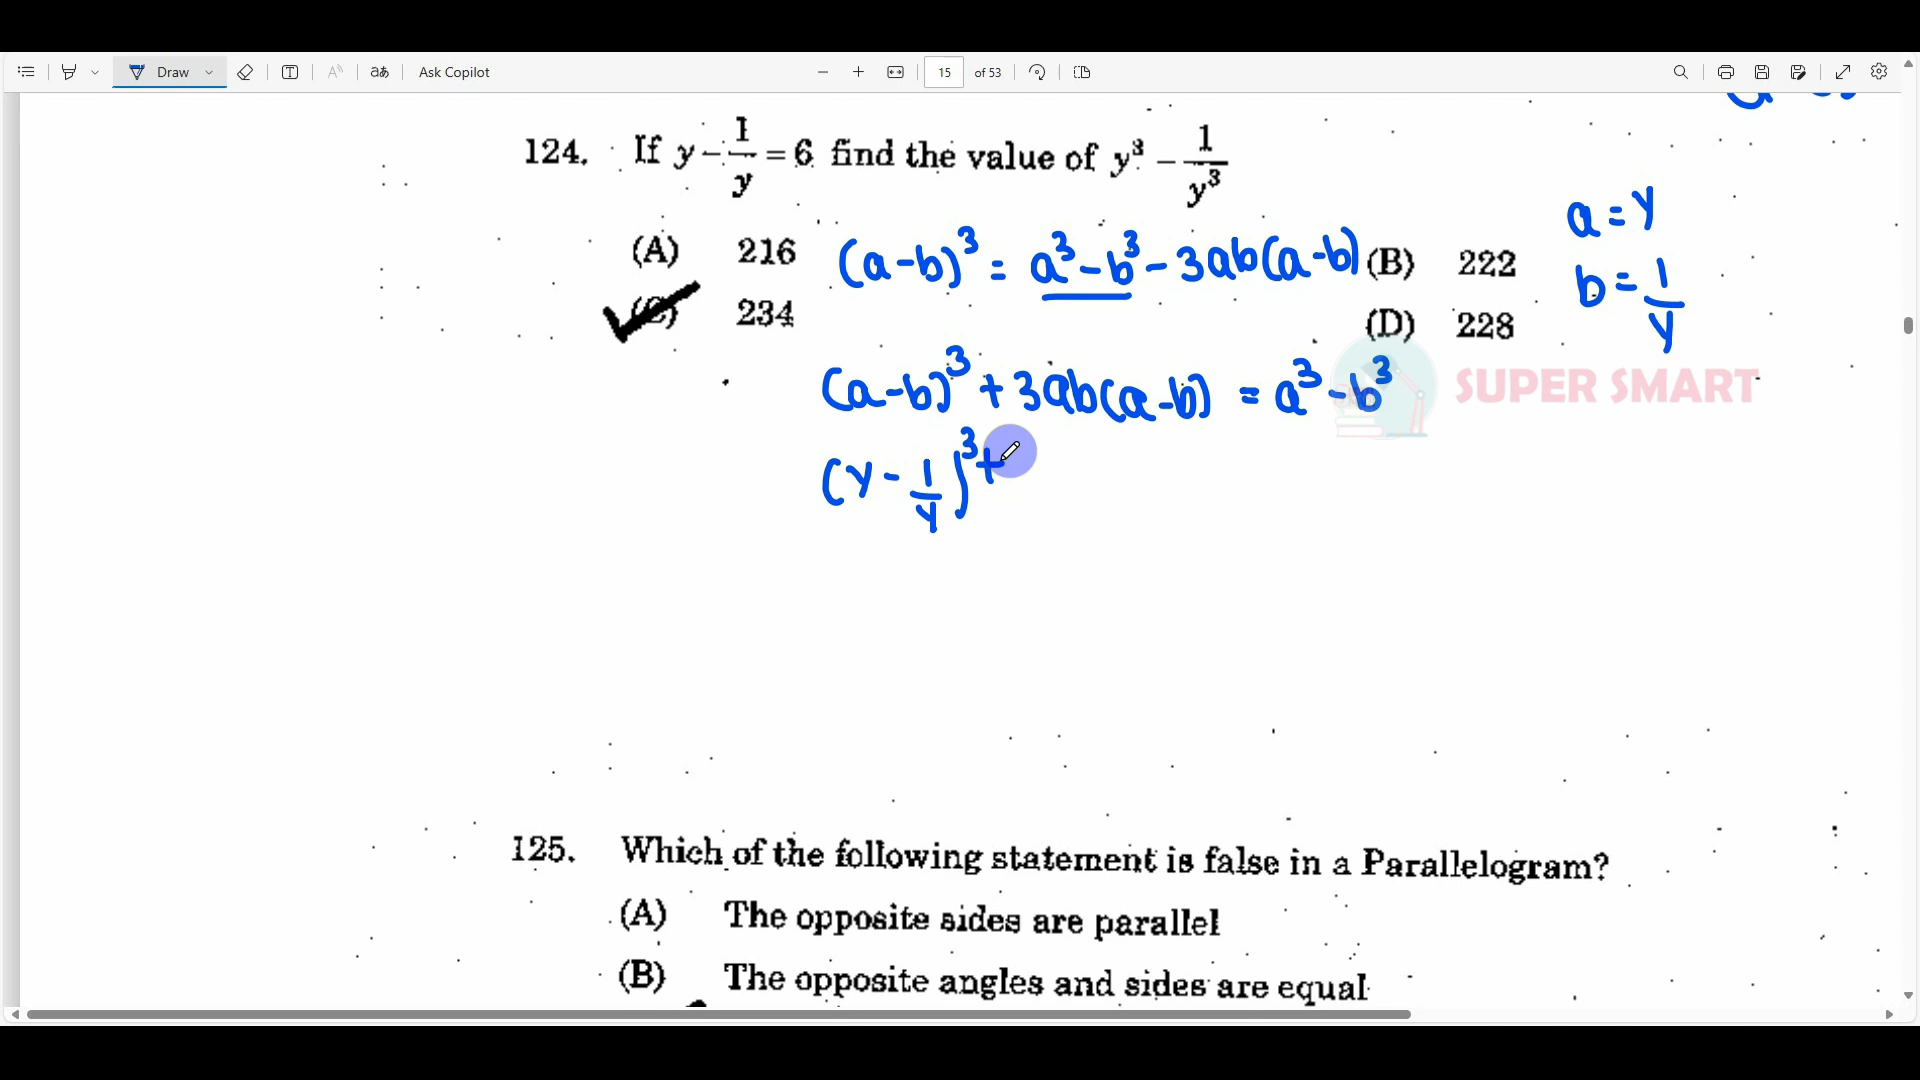 Draw
Ask Copilot
15 of 53
124. If y - 1/y = 6 find the value of y³ - 1/y³
a = y
(A) 216
(a-b)³ = a³ - b³ - 3ab(a-b)
(B) 222
b = 1/y
(C) 234
(D) 228
(a-b)³ + 3ab(a-b) = a³ - b³
SUPER SMART
(y - 1/y)³ +
125. Which of the following statement is false in a Parallelogram?
(A) The opposite sides are parallel
(B) The opposite angles and sides are equal